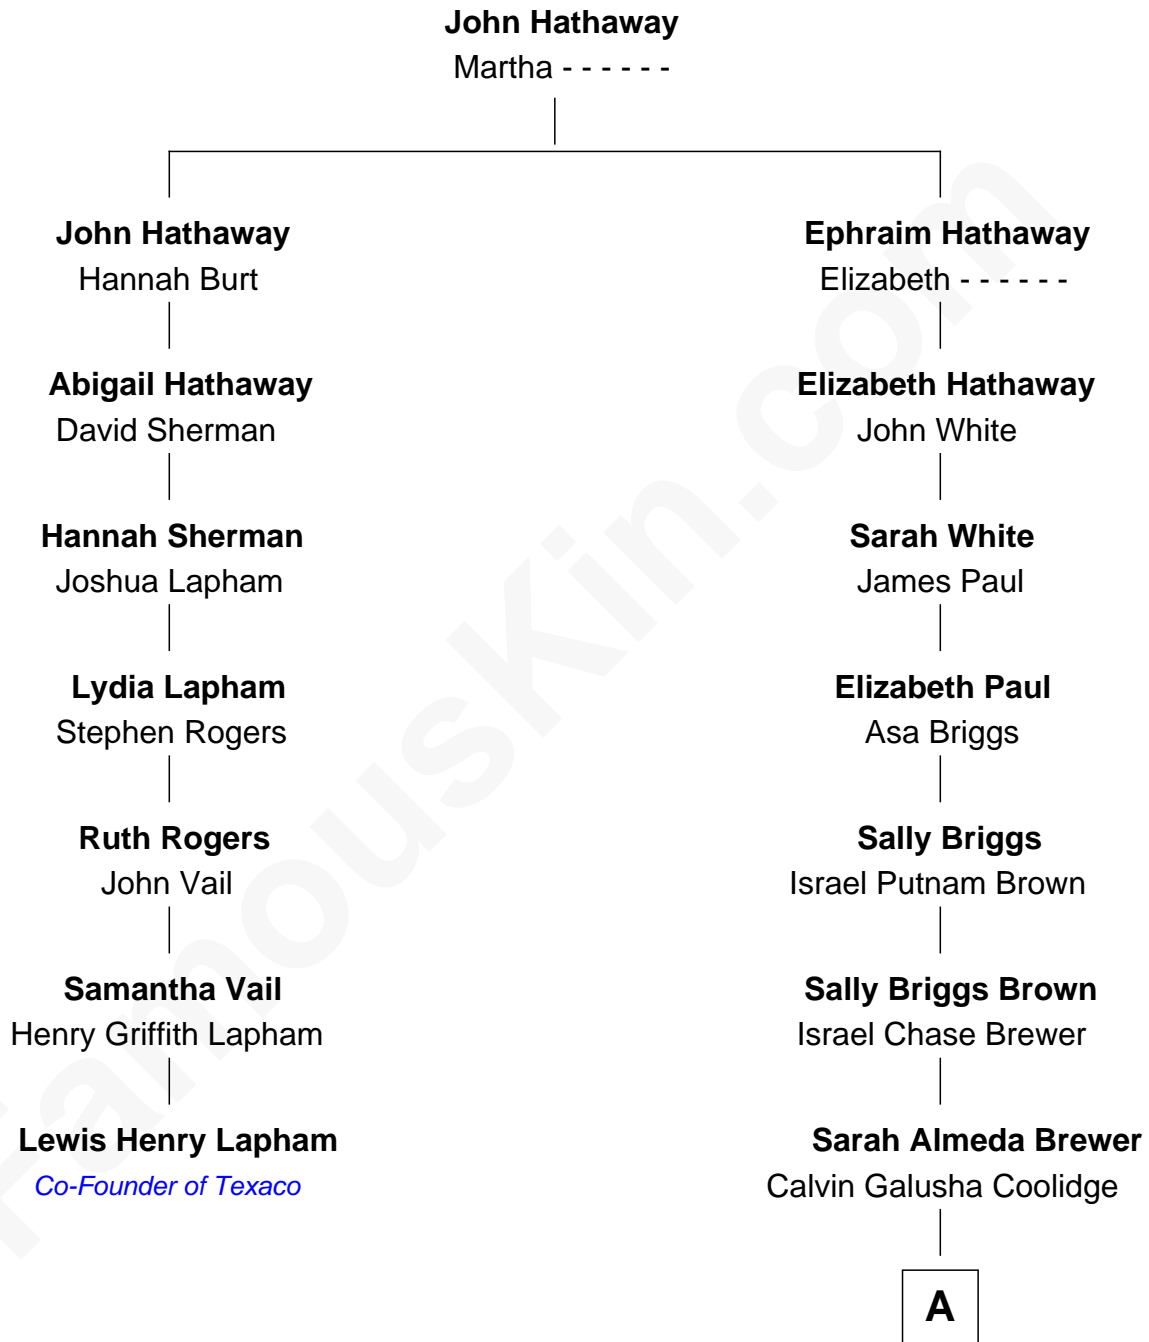 John Hathaway
Martha - - - - - -
John Hathaway
Hannah Burt
Ephraim Hathaway
Elizabeth - - - - - -
Abigail Hathaway
David Sherman
Elizabeth Hathaway
John White
Hannah Sherman
Joshua Lapham
Sarah White
James Paul
Lydia Lapham
Stephen Rogers
Elizabeth Paul
Asa Briggs
Ruth Rogers
John Vail
Sally Briggs
Israel Putnam Brown
Samantha Vail
Henry Griffith Lapham
Sally Briggs Brown
Israel Chase Brewer
Lewis Henry Lapham
Co-Founder of Texaco
Sarah Almeda Brewer
Calvin Galusha Coolidge
A
FamousKin.com